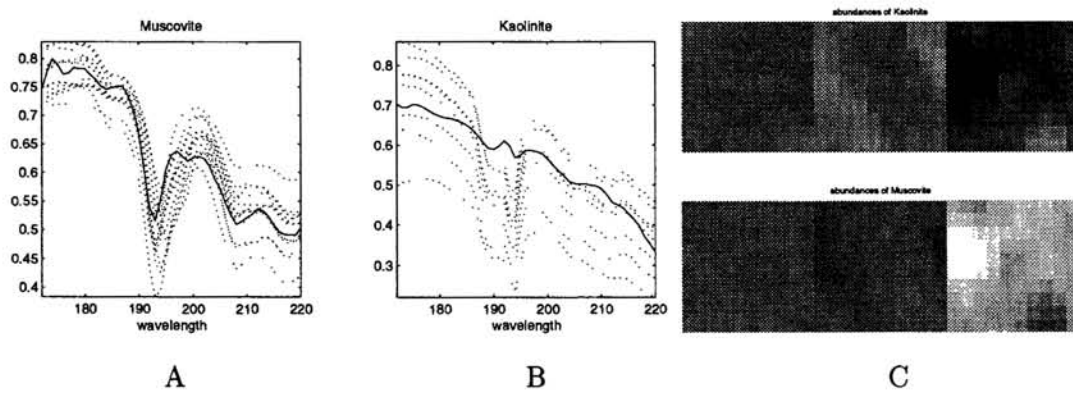 Muscovite
0.8
0.75
0.7
0.65
0.6
0.55
0.5
0.45
0.4
180 190 200 210 220
wavelength
A
Kaolinite
0.8
0.7
0.6
0.5
0.4
0.3
180 190 200 210 220
wavelength
B
abundances of Kaolinite
abundances of Muscovite
C